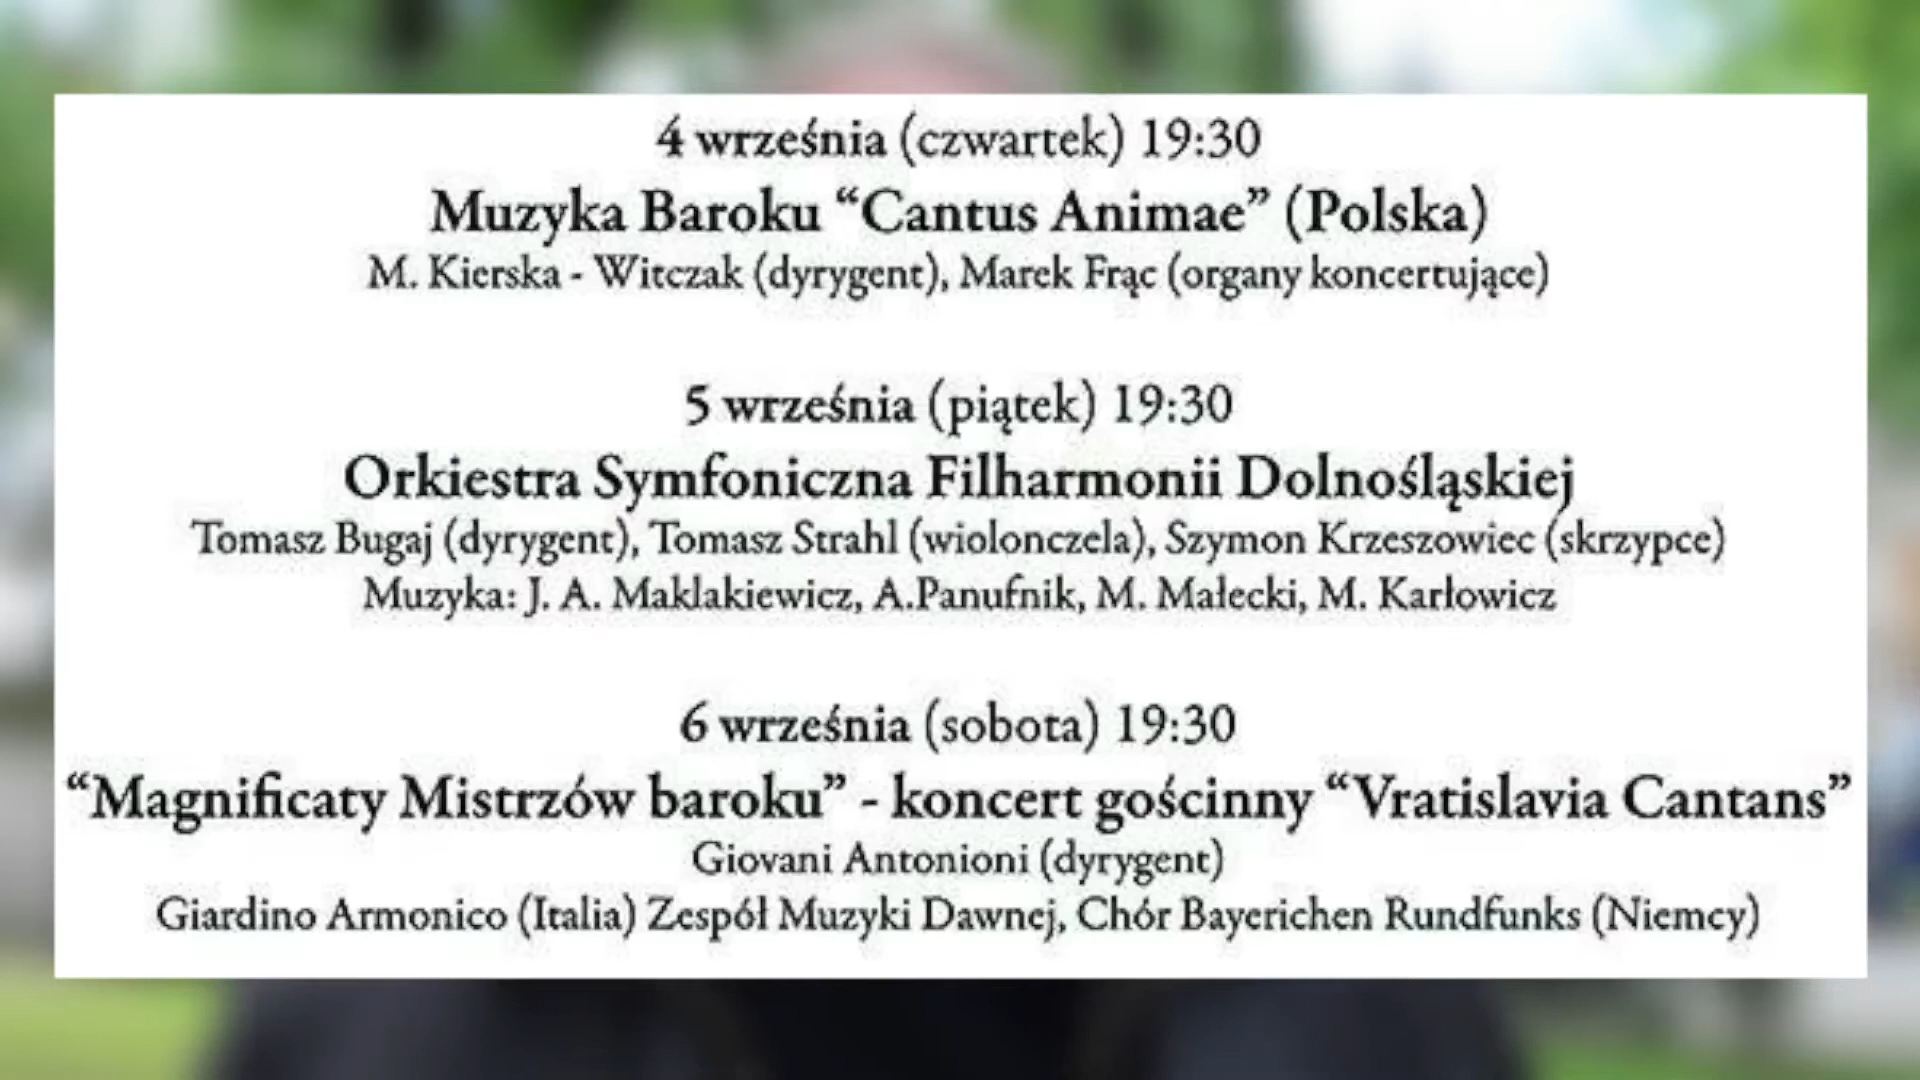 4 września (czwartek) 19:30
Muzyka Baroku “Cantus Animae” (Polska)
M. Kierska - Witczak (dyrygent), Marek Frąc (organy koncertujące)
5 września (piątek) 19:30
Orkiestra Symfoniczna Filharmonii Dolnośląskiej
Tomasz Bugaj (dyrygent), Tomasz Strahl (wiolonczela), Szymon Krzeszowiec (skrzypce)
Muzyka: J. A. Maklakiewicz, A.Panufnik, M. Małecki, M. Karłowicz
6 września (sobota) 19:30
“Magnificaty Mistrzów baroku” - koncert gościnny “Vratislavia Cantans”
Giovani Antonioni (dyrygent)
Giardino Armonico (Italia) Zespół Muzyki Dawnej, Chór Bayerichen Rundfunks (Niemcy)